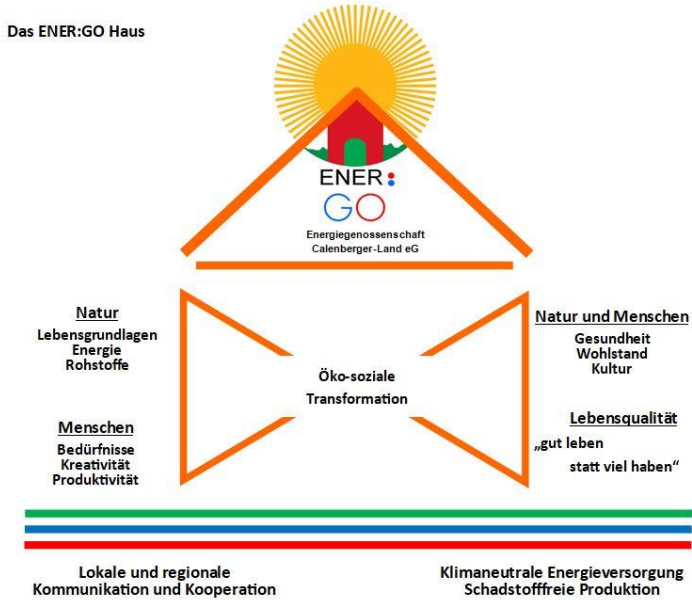 Das ENER:GO Haus
ENER:
GO
Energiegenossenschaft
Calenberger-Land eG
Natur
Lebensgrundlagen
Energie
Rohstoffe
Menschen
Bedürfnisse
Kreativität
Produktivität
Öko-soziale
Transformation
Natur und Menschen
Gesundheit
Wohlstand
Kultur
Lebensqualität
„gut leben
statt viel haben“
Lokale und regionale
Kommunikation und Kooperation
Klimaneutrale Energieversorgung
Schadstofffreie Produktion